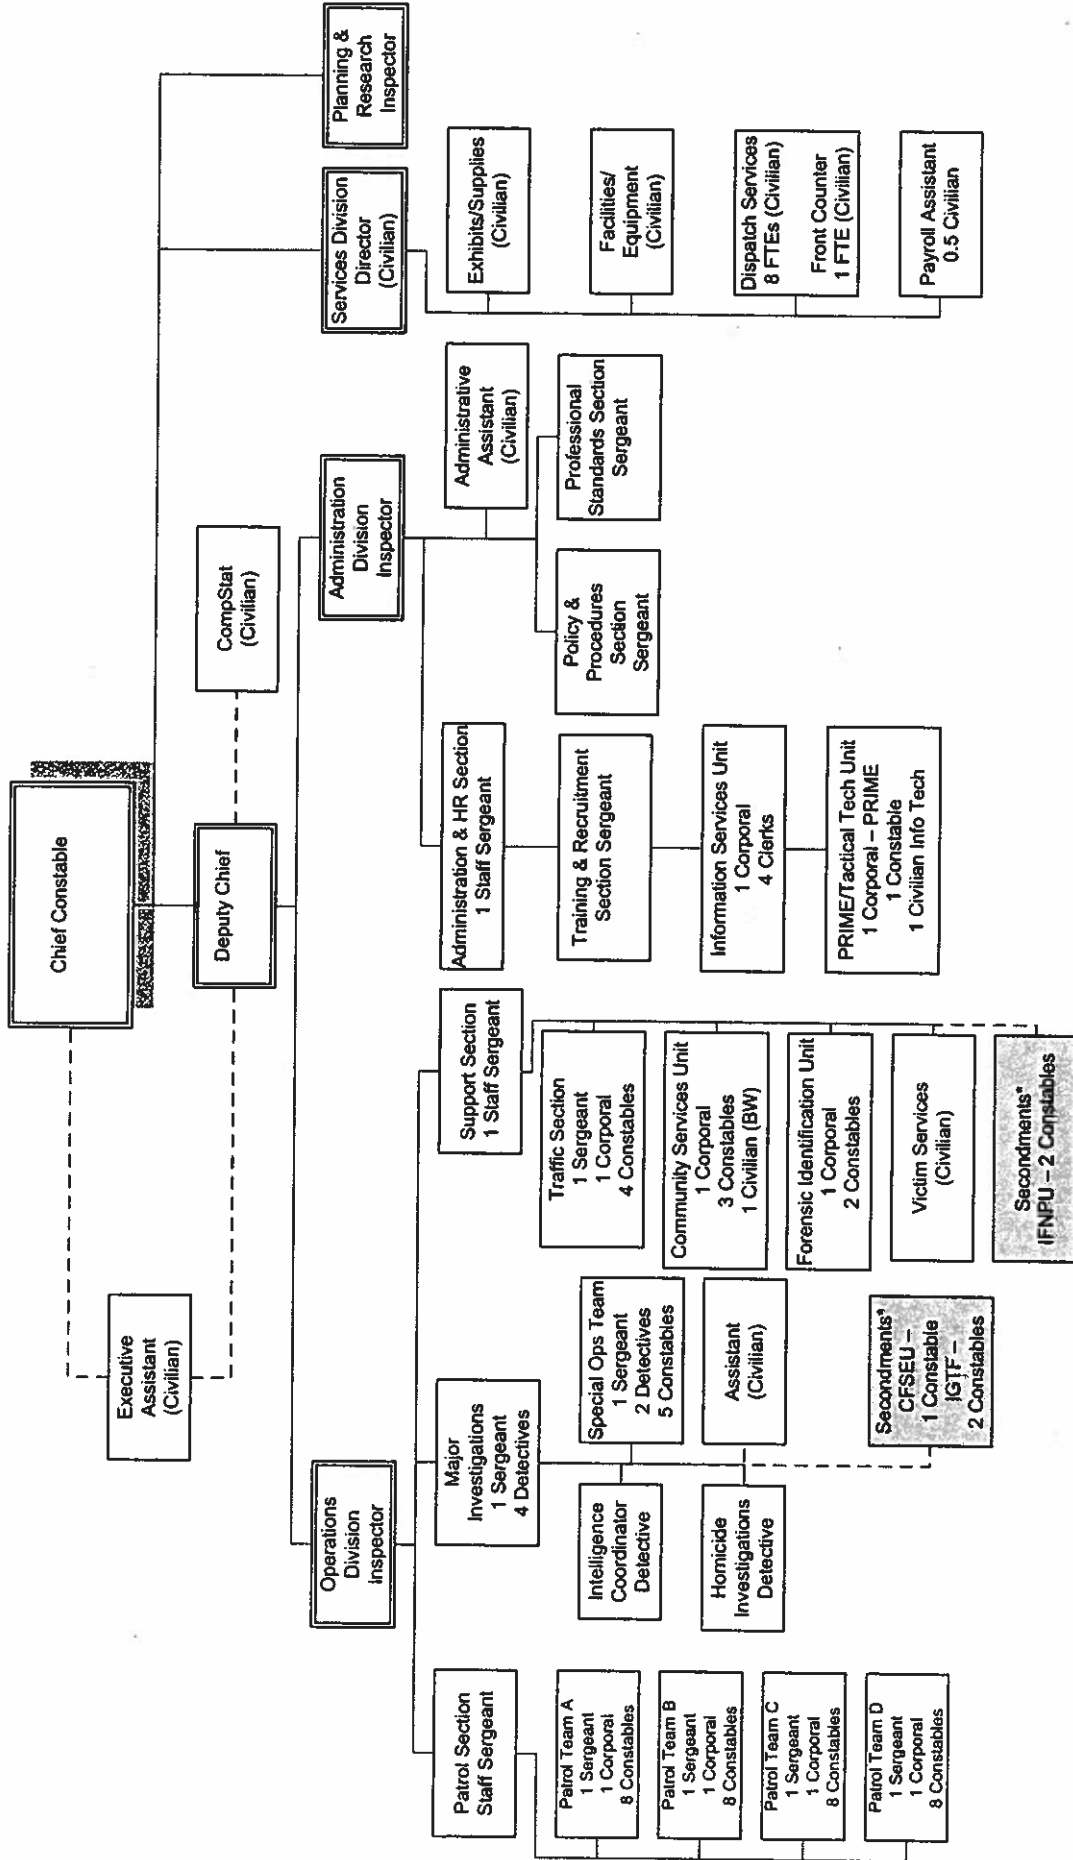 Chief Constable
Executive
Assistant
(Civilian)
Deputy Chief
CompStat
(Civilian)
Operations
Division
Inspector
Administration
Division
Inspector
Services Division
Director
(Civilian)
Planning &
Research
Inspector
Patrol Section
Staff Sergeant
Patrol Team A
1 Sergeant
1 Corporal
8 Constables
Patrol Team B
1 Sergeant
1 Corporal
8 Constables
Patrol Team C
1 Sergeant
1 Corporal
8 Constables
Patrol Team D
1 Sergeant
1 Corporal
8 Constables
Major
Investigations
1 Sergeant
4 Detectives
Intelligence
Coordinator
Detective
Special Ops Team
1 Sergeant
2 Detectives
5 Constables
Homicide
Investigations
Detective
Assistant
(Civilian)
Secondments*
CFSEU –
1 Constable
IGTF –
2 Constables
Support Section
1 Staff Sergeant
Traffic Section
1 Sergeant
1 Corporal
4 Constables
Community Services Unit
1 Corporal
3 Constables
1 Civilian (BW)
Forensic Identification Unit
1 Corporal
2 Constables
Victim Services
(Civilian)
Secondments*
IFNPU – 2 Constables
Administration & HR Section
1 Staff Sergeant
Training & Recruitment
Section Sergeant
Information Services Unit
1 Corporal
4 Clerks
PRIME/Tactical Tech Unit
1 Corporal – PRIME
1 Constable
1 Civilian Info Tech
Administrative
Assistant
(Civilian)
Policy &
Procedures
Section
Sergeant
Professional
Standards Section
Sergeant
Exhibits/Supplies
(Civilian)
Facilities/
Equipment
(Civilian)
Dispatch Services
8 FTEs (Civilian)
Front Counter
1 FTE (Civilian)
Payroll Assistant
0.5 Civilian